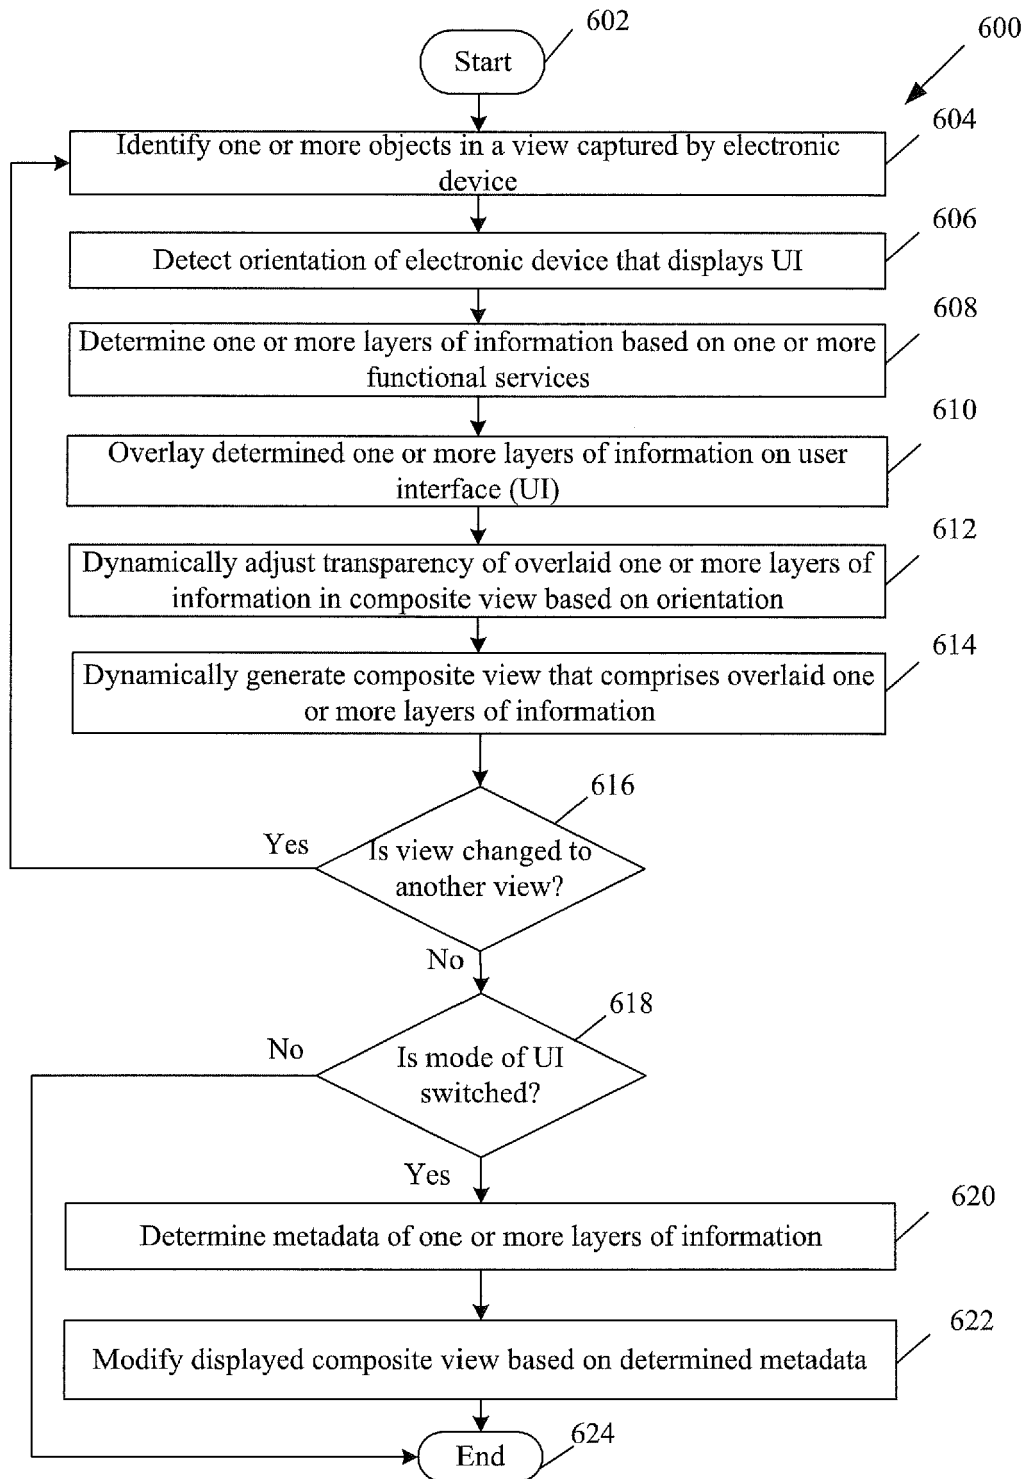 602
600
Start
604
Identify one or more objects in a view captured by electronic
device
606
Detect orientation of electronic device that displays UI
608
Determine one or more layers of information based on one or more
functional services
610
Overlay determined one or more layers of information on user
interface (UI)
612
Dynamically adjust transparency of overlaid one or more layers of
information in composite view based on orientation
614
Dynamically generate composite view that comprises overlaid one
or more layers of information
616
Yes
Is view changed to
another view?
No
618
No
Is mode of UI
switched?
Yes
620
Determine metadata of one or more layers of information
622
Modify displayed composite view based on determined metadata
624
End